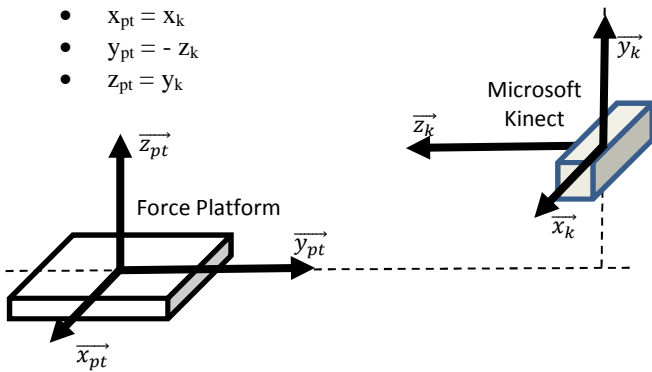 • x_pt = x_k
• y_pt = - z_k
• z_pt = y_k
y_k
Microsoft
Kinect
z_k
z_pt
Force Platform
x_k
y_pt
x_pt